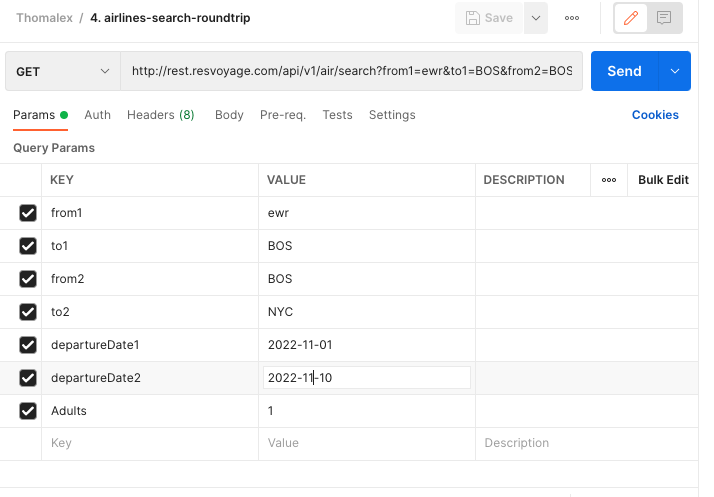 Thomalex / 4. airlines-search-roundtrip Save
GET http://rest.resvoyage.com/api/v1/air/search?from1=ewr&to1=BOS&from2=BOS Send
Params Auth Headers (8) Body Pre-req. Tests Settings Cookies
Query Params
KEY VALUE DESCRIPTION Bulk Edit
from1 ewr
to1 BOS
from2 BOS
to2 NYC
departureDate1 2022-11-01
departureDate2 2022-11-10
Adults 1
Key Value Description